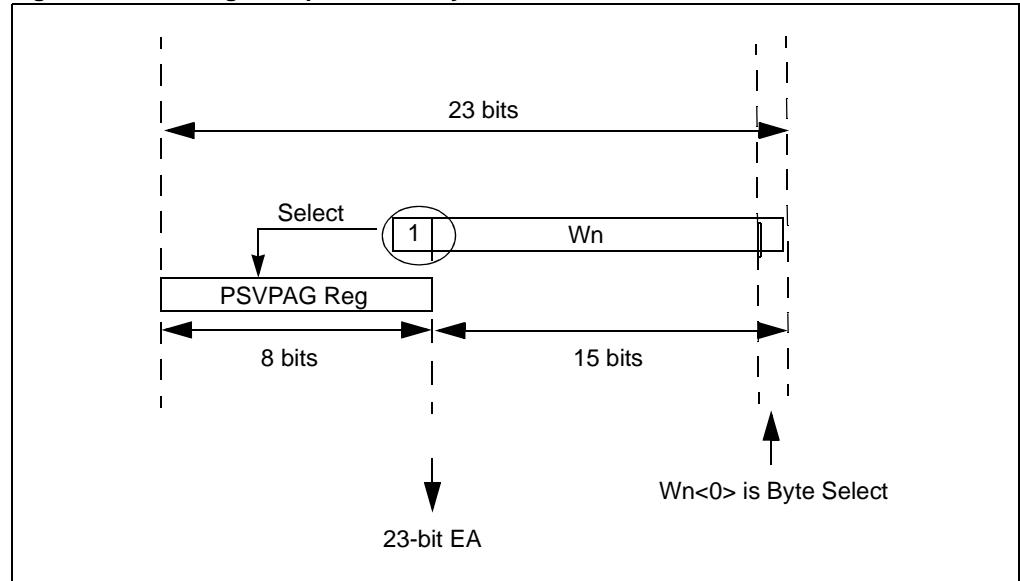 23 bits
Select
1
Wn
PSVPAG Reg
8 bits
15 bits
Wn<0> is Byte Select
23-bit EA